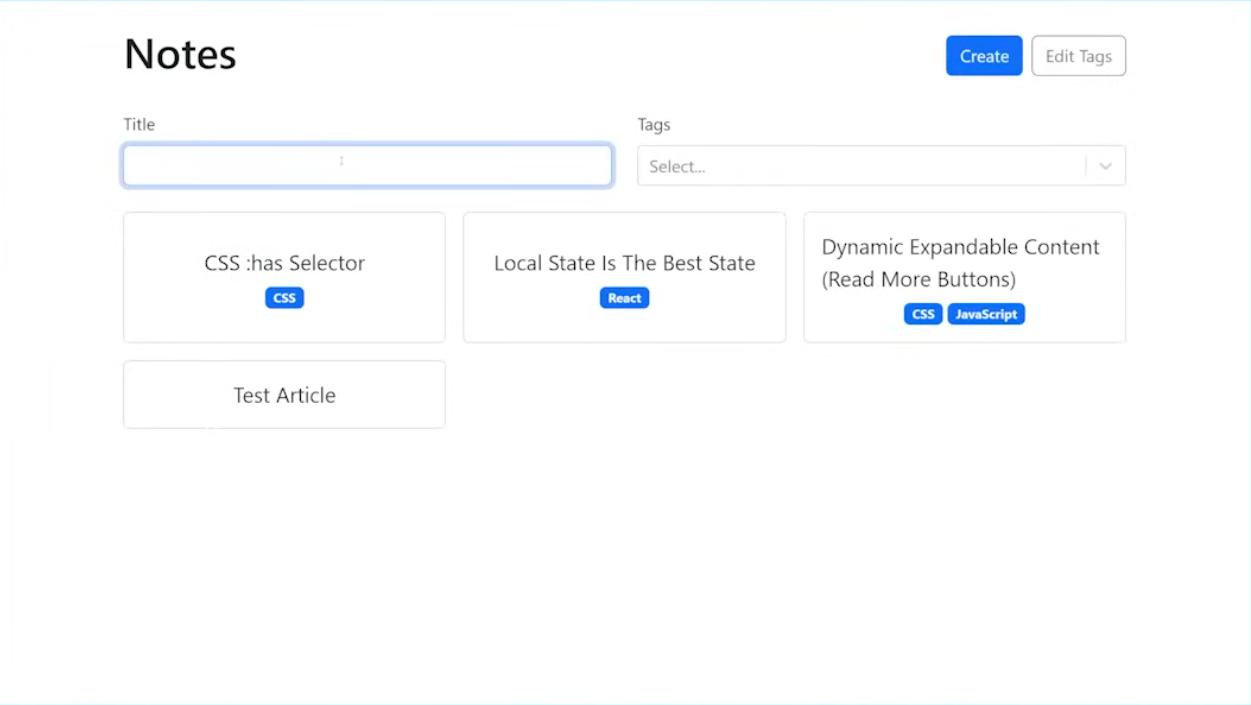 Notes
Create
Edit Tags
Title
Tags
Select...
CSS :has Selector
CSS
Local State Is The Best State
React
Dynamic Expandable Content
(Read More Buttons)
CSS JavaScript
Test Article